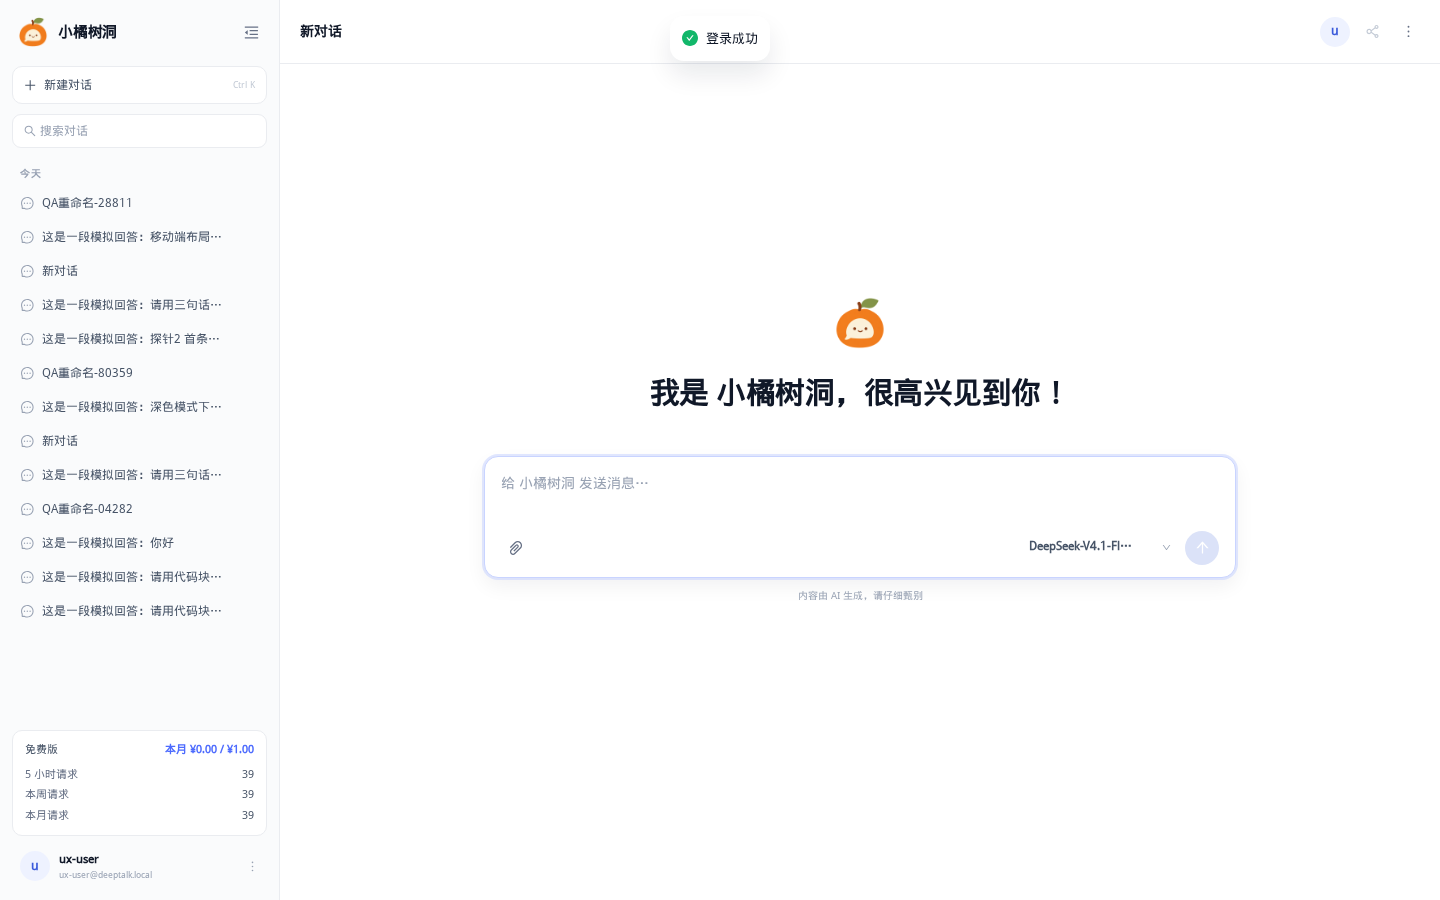 小橘树洞
新建对话 Ctrl K
搜索对话
今天
QA重命名-28811
这是一段模拟回答：移动端布局…
新对话
这是一段模拟回答：请用三句话…
这是一段模拟回答：探针2 首条…
QA重命名-80359
这是一段模拟回答：深色模式下…
新对话
这是一段模拟回答：请用三句话…
QA重命名-04282
这是一段模拟回答：你好
这是一段模拟回答：请用代码块…
这是一段模拟回答：请用代码块…
免费版 本月 ¥0.00 / ¥1.00
5 小时请求 39
本周请求 39
本月请求 39
u
ux-user
ux-user@deeptalk.local
新对话
登录成功
u
我是 小橘树洞，很高兴见到你！
给 小橘树洞 发送消息…
DeepSeek-V4.1-Fl…
内容由 AI 生成，请仔细甄别